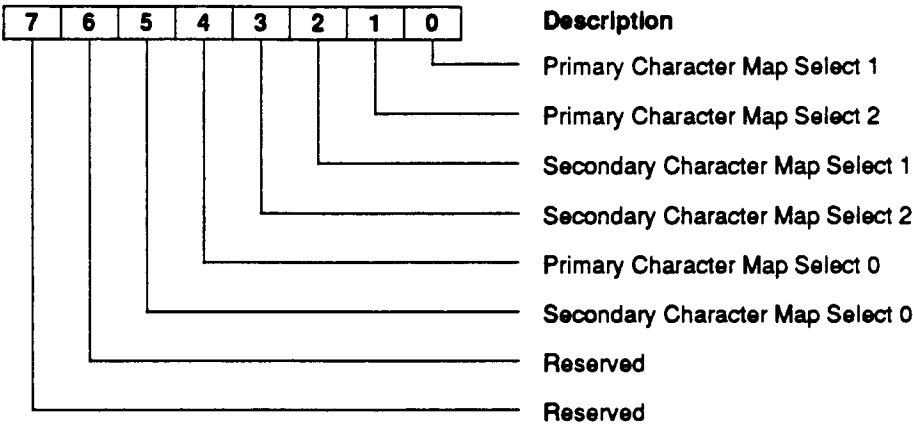 7 6 5 4 3 2 1 0 Description
Primary Character Map Select 1
Primary Character Map Select 2
Secondary Character Map Select 1
Secondary Character Map Select 2
Primary Character Map Select 0
Secondary Character Map Select 0
Reserved
Reserved